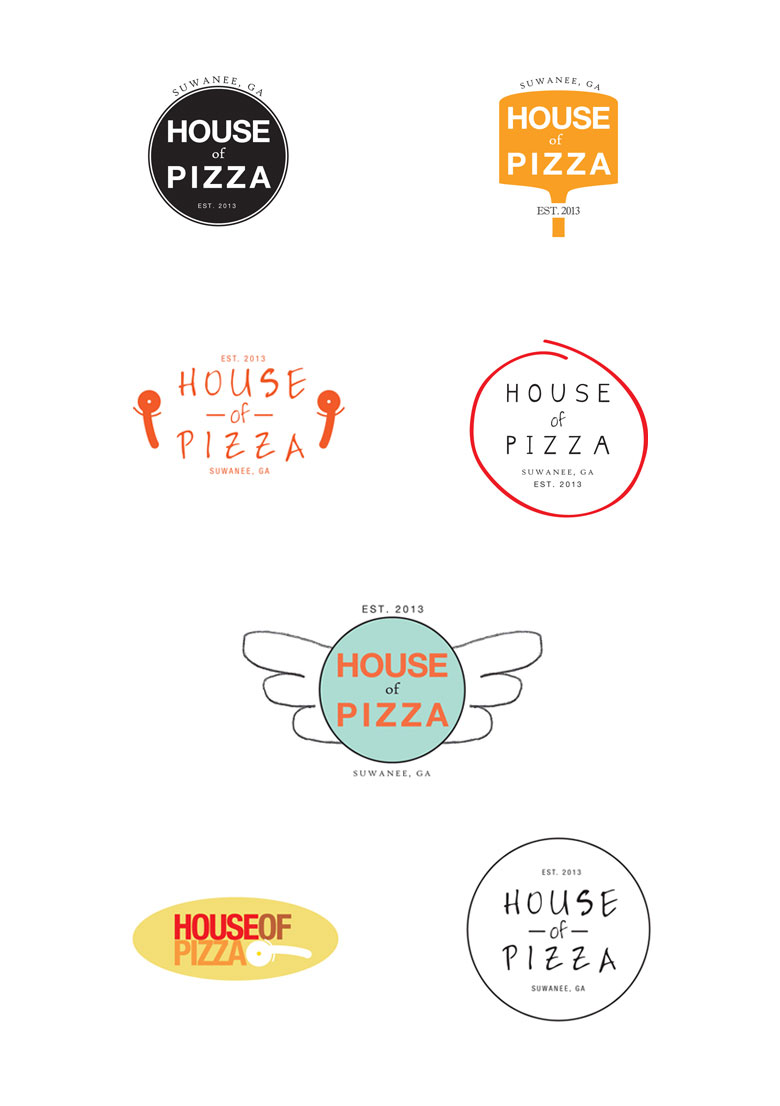 SUWANEE, GA
HOUSE
of
PIZZA
EST. 2013
SUWANEE, GA
HOUSE
of
PIZZA
EST. 2013
EST. 2013
HOUSE
of
PIZZA
SUWANEE, GA
HOUSE
of
PIZZA
SUWANEE, GA
EST. 2013
EST. 2013
HOUSE
of
PIZZA
SUWANEE, GA
HOUSEOF
PIZZA
EST. 2013
HOUSE
of
PIZZA
SUWANEE, GA